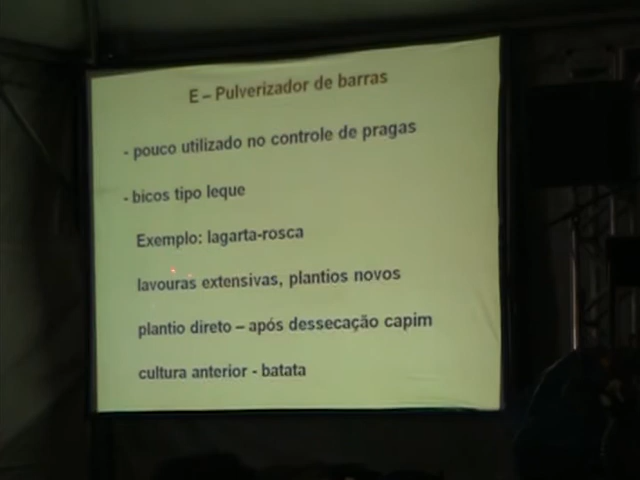 E – Pulverizador de barras
- pouco utilizado no controle de pragas
- bicos tipo leque
Exemplo: lagarta-rosca
lavouras extensivas, plantios novos
plantio direto – após dessecação capim
cultura anterior - batata